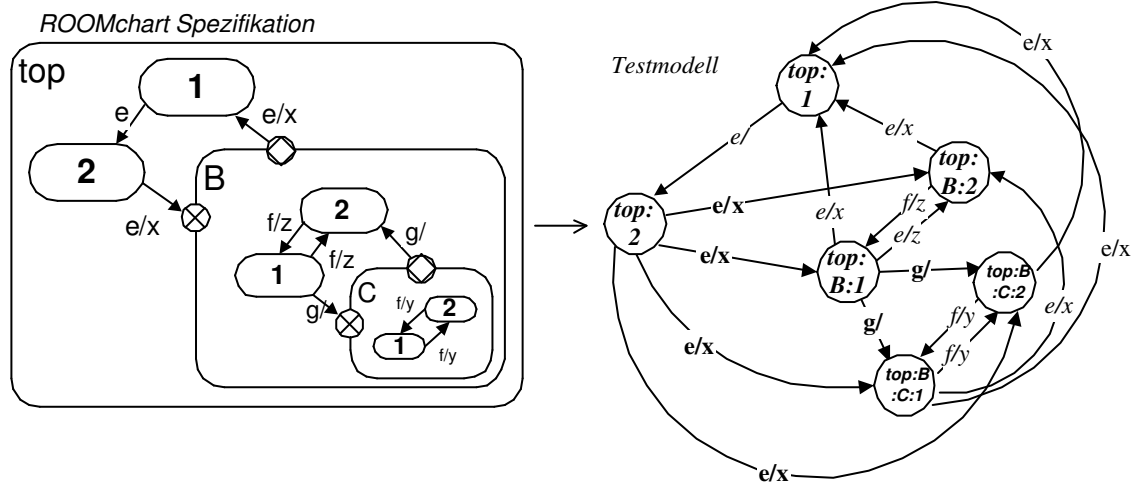 ROOMchart Spezifikation
top
1
e
e/x
2
B
e/x
2
f/z
f/z
g/
1
g/
C
f/y
2
1
f/y
Testmodell
e/x
top:
1
e/
e/x
top:
B:2
top:
2
e/x
e/x
f/z
e/z
e/x
e/x
top:
B:1
g/
top:B
:C:2
g/
f/y
f/y
e/x
e/x
top:B
:C:1
e/x